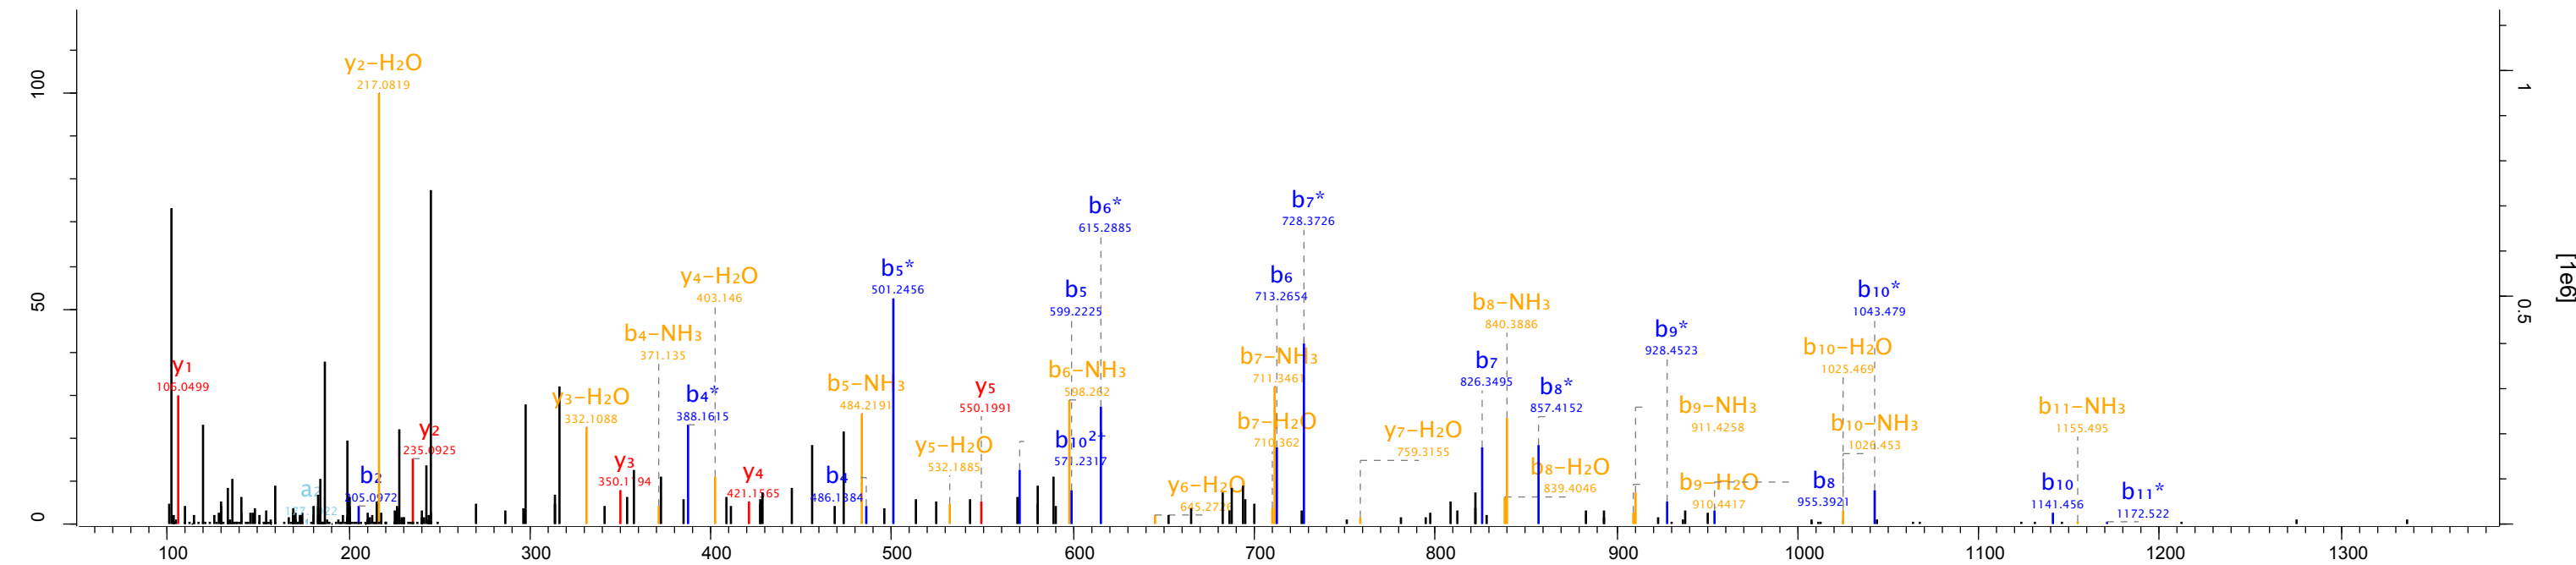 y₂-H₂O
217.0819
y₁
105.0499
a₂
b₂
205.0972
y₂
235.0925
y₃-H₂O
332.1088
y₃
350.1194
b₄-NH₃
371.135
b₄*
388.1615
y₄-H₂O
403.146
y₄
421.1565
b₄
486.1384
b₅-NH₃
484.2191
b₅*
501.2456
y₅-H₂O
532.1885
y₅
550.1991
b₁₀²⁺
571.2317
b₅
599.2225
b₆-NH₃
598.262
b₆*
615.2885
y₆-H₂O
b₆
713.2654
b₇-NH₃
711.3461
b₇-H₂O
710.362
b₇*
728.3726
y₇-H₂O
759.3155
b₇
826.3495
b₈-NH₃
840.3886
b₈*
857.4152
b₈-H₂O
839.4046
b₉*
928.4523
b₉-NH₃
911.4258
b₉-H₂O
910.4417
b₈
955.3921
b₁₀*
1043.479
b₁₀-H₂O
1025.469
b₁₀-NH₃
1026.453
b₁₀
1141.456
b₁₁-NH₃
1155.495
b₁₁*
1172.522
0
50
100
0
0.5
1
[1e6]
100
200
300
400
500
600
700
800
900
1000
1100
1200
1300